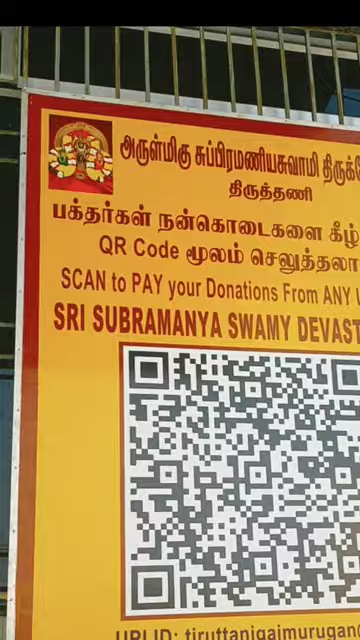 அருள்மிகு சுப்பிரமணியசுவாமி
திருத்தணி
பக்தர்கள் நன்கொடைகளை கீழ்
QR Code மூலம் செலுத்தலா
SCAN to PAY your Donations From ANY
SRI SUBRAMANYA SWAMY DEVAST
UPI ID: tiruttanigaimurugan